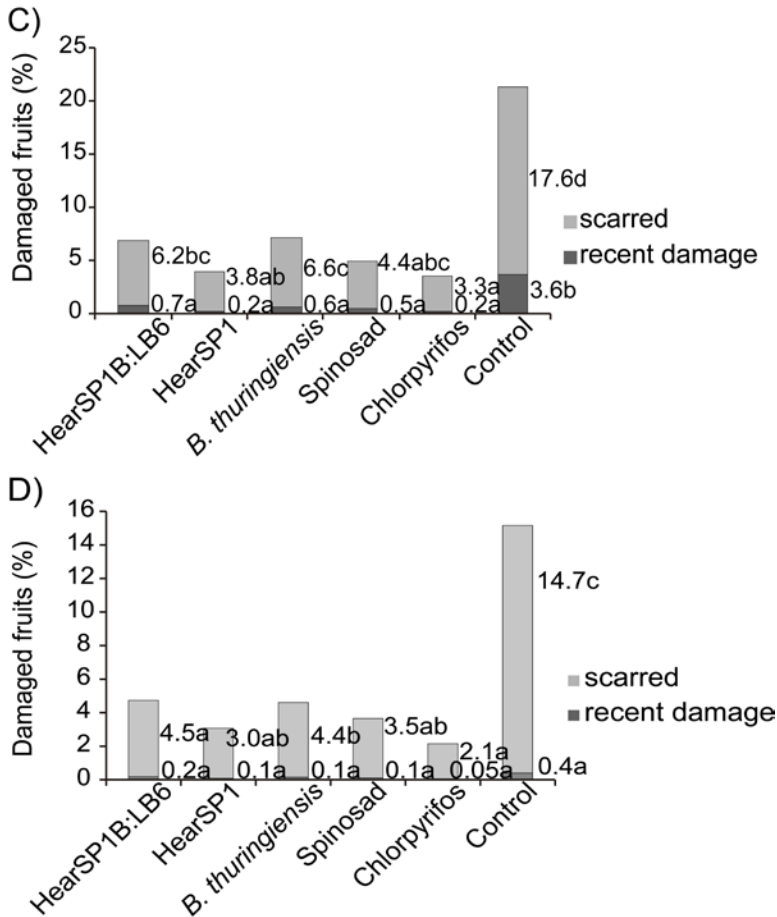 C)
Damaged fruits (%)
25
20
15
10
5
0
6.2bc
0.7a
3.8ab
0.2a
6.6c
0.6a
4.4abc
0.5a
3.3a
0.2a
17.6d
3.6b
scarred
recent damage
HearSP1B:LB6
HearSP1
B. thuringiensis
Spinosad
Chlorpyrifos
Control
D)
Damaged fruits (%)
16
14
12
10
8
6
4
2
0
4.5a
0.2a
3.0ab
0.1a
4.4b
0.1a
3.5ab
0.1a
2.1a
0.05a
14.7c
0.4a
scarred
recent damage
HearSP1B:LB6
HearSP1
B. thuringiensis
Spinosad
Chlorpyrifos
Control